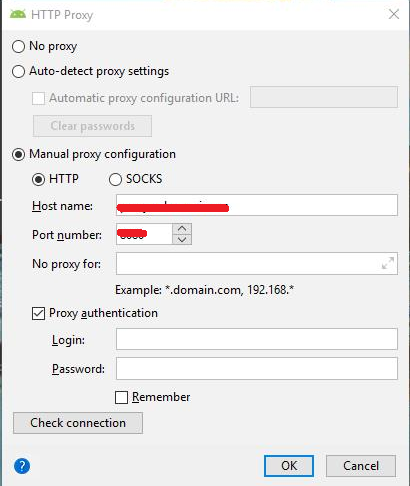 HTTP Proxy
No proxy
Auto-detect proxy settings
Automatic proxy configuration URL:
Clear passwords
Manual proxy configuration
HTTP SOCKS
Host name:
Port number:
No proxy for:
Example: *.domain.com, 192.168.*
Proxy authentication
Login:
Password:
Remember
Check connection
? OK Cancel